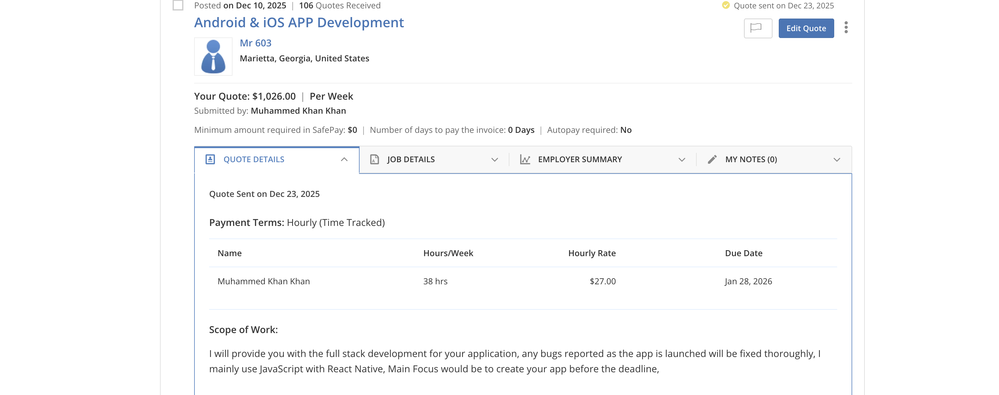 Posted on Dec 10, 2025 | 106 Quotes Received
Quote sent on Dec 23, 2025
Android & iOS APP Development
Edit Quote
Mr 603
Marietta, Georgia, United States
Your Quote: $1,026.00 | Per Week
Submitted by: Muhammed Khan Khan
Minimum amount required in SafePay: $0 | Number of days to pay the invoice: 0 Days | Autopay required: No
QUOTE DETAILS JOB DETAILS EMPLOYER SUMMARY MY NOTES (0)
Quote Sent on Dec 23, 2025
Payment Terms: Hourly (Time Tracked)
Name Hours/Week Hourly Rate Due Date
Muhammed Khan Khan 38 hrs $27.00 Jan 28, 2026
Scope of Work:
I will provide you with the full stack development for your application, any bugs reported as the app is launched will be fixed thoroughly, I
mainly use JavaScript with React Native, Main Focus would be to create your app before the deadline,